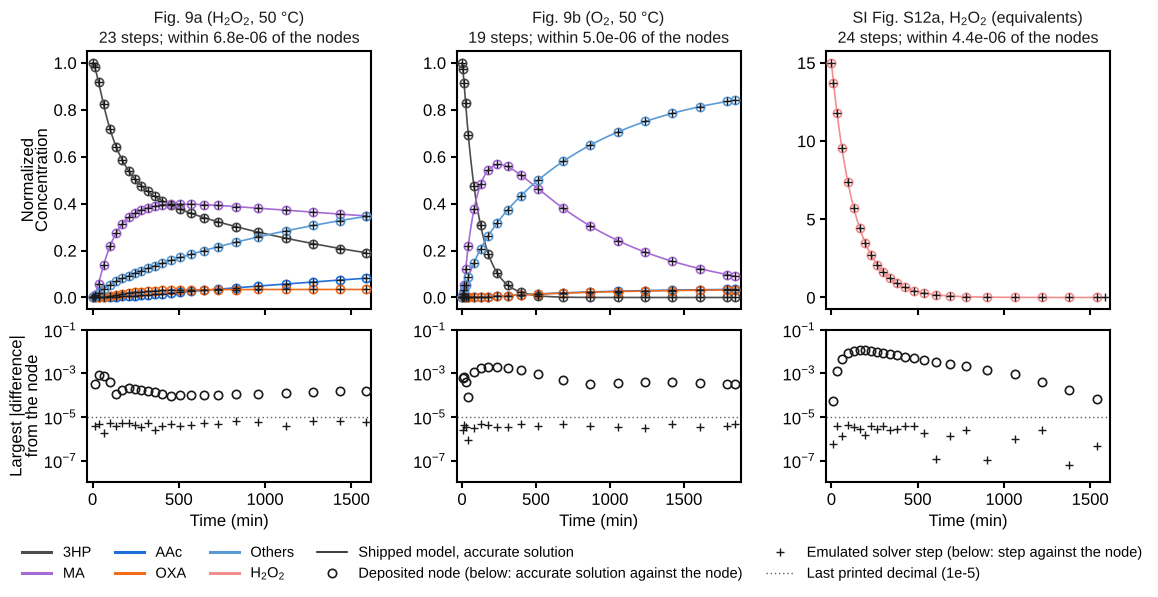 Fig. 9a (H₂O₂, 50 °C)
23 steps; within 6.8e-06 of the nodes
Fig. 9b (O₂, 50 °C)
19 steps; within 5.0e-06 of the nodes
SI Fig. S12a, H₂O₂ (equivalents)
24 steps; within 4.4e-06 of the nodes
Normalized
Concentration
1.0
0.8
0.6
0.4
0.2
0.0
1.0
0.8
0.6
0.4
0.2
0.0
15
10
5
0
Largest |difference|
from the node
10⁻¹
10⁻³
10⁻⁵
10⁻⁷
10⁻¹
10⁻³
10⁻⁵
10⁻⁷
10⁻¹
10⁻³
10⁻⁵
10⁻⁷
0 500 1000 1500
0 500 1000 1500
0 500 1000 1500
Time (min)
Time (min)
Time (min)
3HP
AAc
Others
Shipped model, accurate solution
Emulated solver step (below: step against the node)
MA
OXA
H₂O₂
Deposited node (below: accurate solution against the node)
Last printed decimal (1e-5)